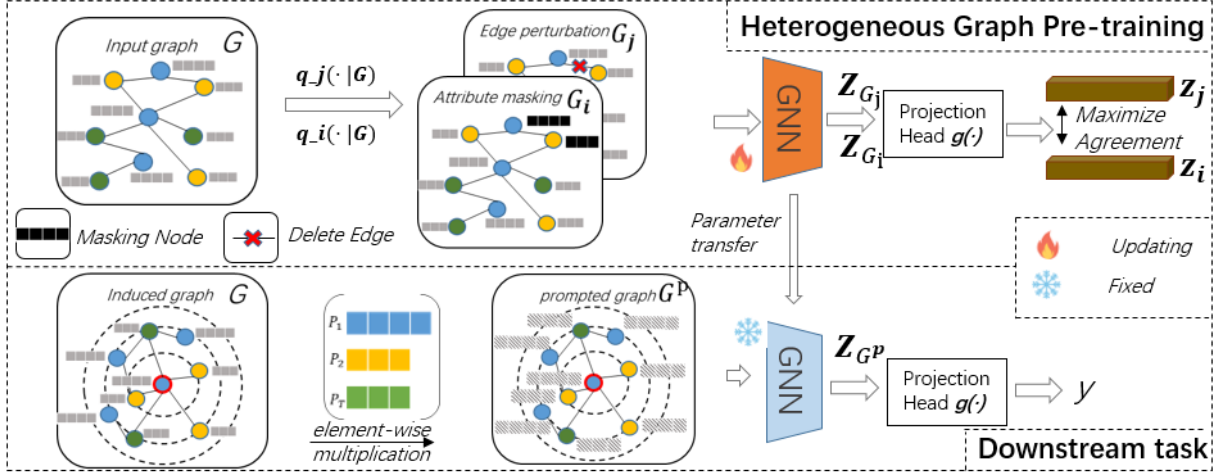 Heterogeneous Graph Pre-training
Input graph G
q_j(· |G)
q_i(· |G)
Edge perturbation G_j
Attribute masking G_i
GNN
Z_{G_j}
Z_{G_i}
Projection
Head g(·)
z_j
Maximize
Agreement
z_i
Masking Node
Delete Edge
Parameter
transfer
Updating
Fixed
Induced graph G
P_1
P_2
P_T
element-wise
multiplication
prompted graph G^p
GNN
Z_{G^p}
Projection
Head g(·)
y
Downstream task